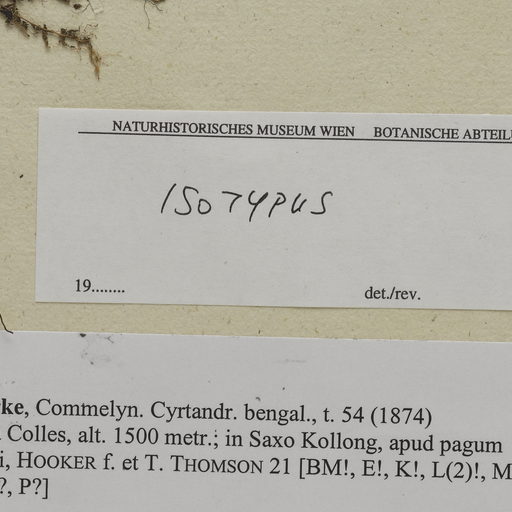 NATURHISTORISCHES MUSEUM WIEN BOTANISCHE ABTEIL
ISOTYPUS
19........ det./rev.
rke, Commelyn. Cyrtandr. bengal., t. 54 (1874)
Colles, alt. 1500 metr.; in Saxo Kollong, apud pagum
i, HOOKER f. et T. THOMSON 21 [BM!, E!, K!, L(2)!, M
?, P?]